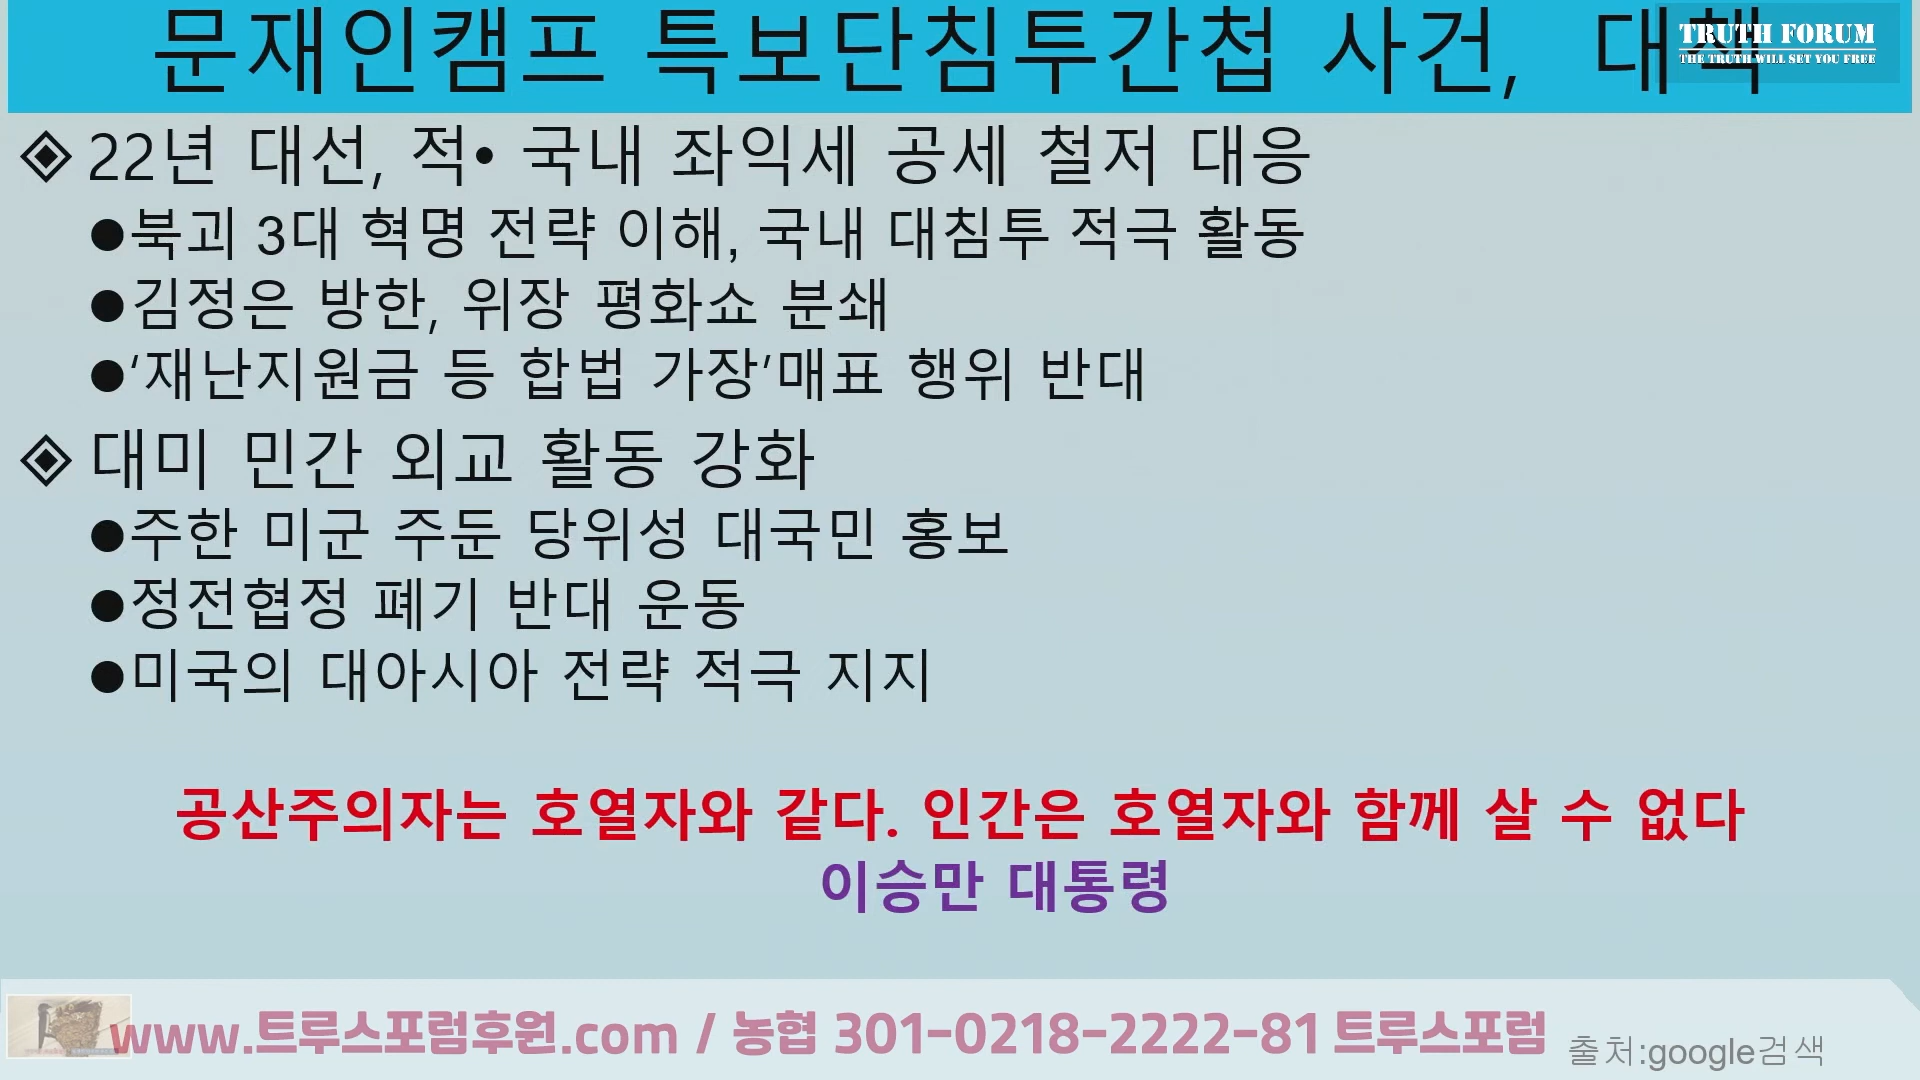 문재인캠프 특보단침투간첩 사건, 대책
TRUTH FORUM
THE TRUTH WILL SET YOU FREE
◈ 22년 대선, 적• 국내 좌익세 공세 철저 대응
●북괴 3대 혁명 전략 이해, 국내 대침투 적극 활동
●김정은 방한, 위장 평화쇼 분쇄
●‘재난지원금 등 합법 가장’매표 행위 반대
◈ 대미 민간 외교 활동 강화
●주한 미군 주둔 당위성 대국민 홍보
●정전협정 폐기 반대 운동
●미국의 대아시아 전략 적극 지지
공산주의자는 호열자와 같다. 인간은 호열자와 함께 살 수 없다
이승만 대통령
www.트루스포럼후원.com / 농협 301-0218-2222-81 트루스포럼
출처:google검색